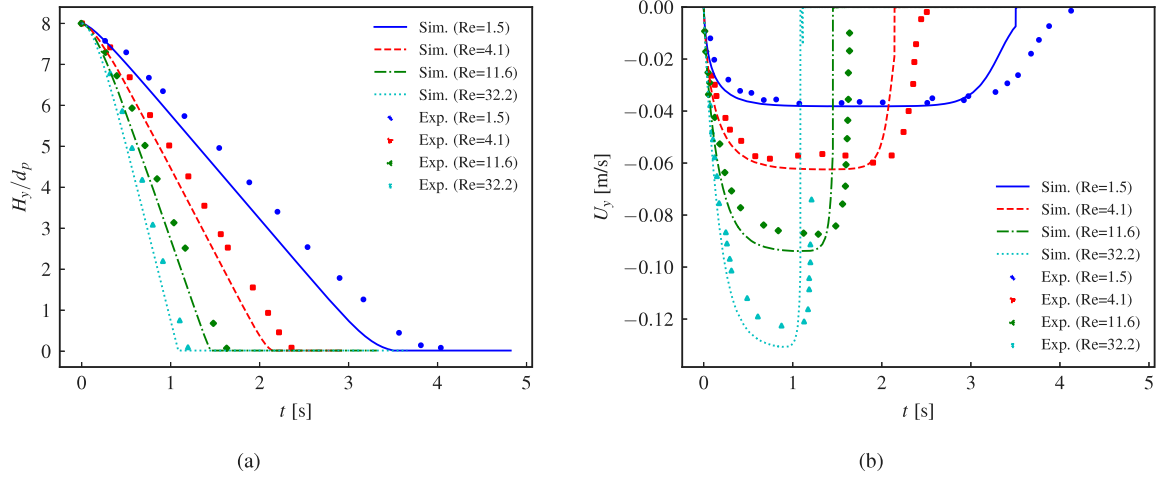 8
7
6
5
4
3
2
1
0
H_y/d_p
Sim. (Re=1.5)
Sim. (Re=4.1)
Sim. (Re=11.6)
Sim. (Re=32.2)
Exp. (Re=1.5)
Exp. (Re=4.1)
Exp. (Re=11.6)
Exp. (Re=32.2)
0 1 2 3 4 5
t [s]
(a)
0.00
−0.02
−0.04
−0.06
−0.08
−0.10
−0.12
U_y [m/s]
Sim. (Re=1.5)
Sim. (Re=4.1)
Sim. (Re=11.6)
Sim. (Re=32.2)
Exp. (Re=1.5)
Exp. (Re=4.1)
Exp. (Re=11.6)
Exp. (Re=32.2)
0 1 2 3 4 5
t [s]
(b)